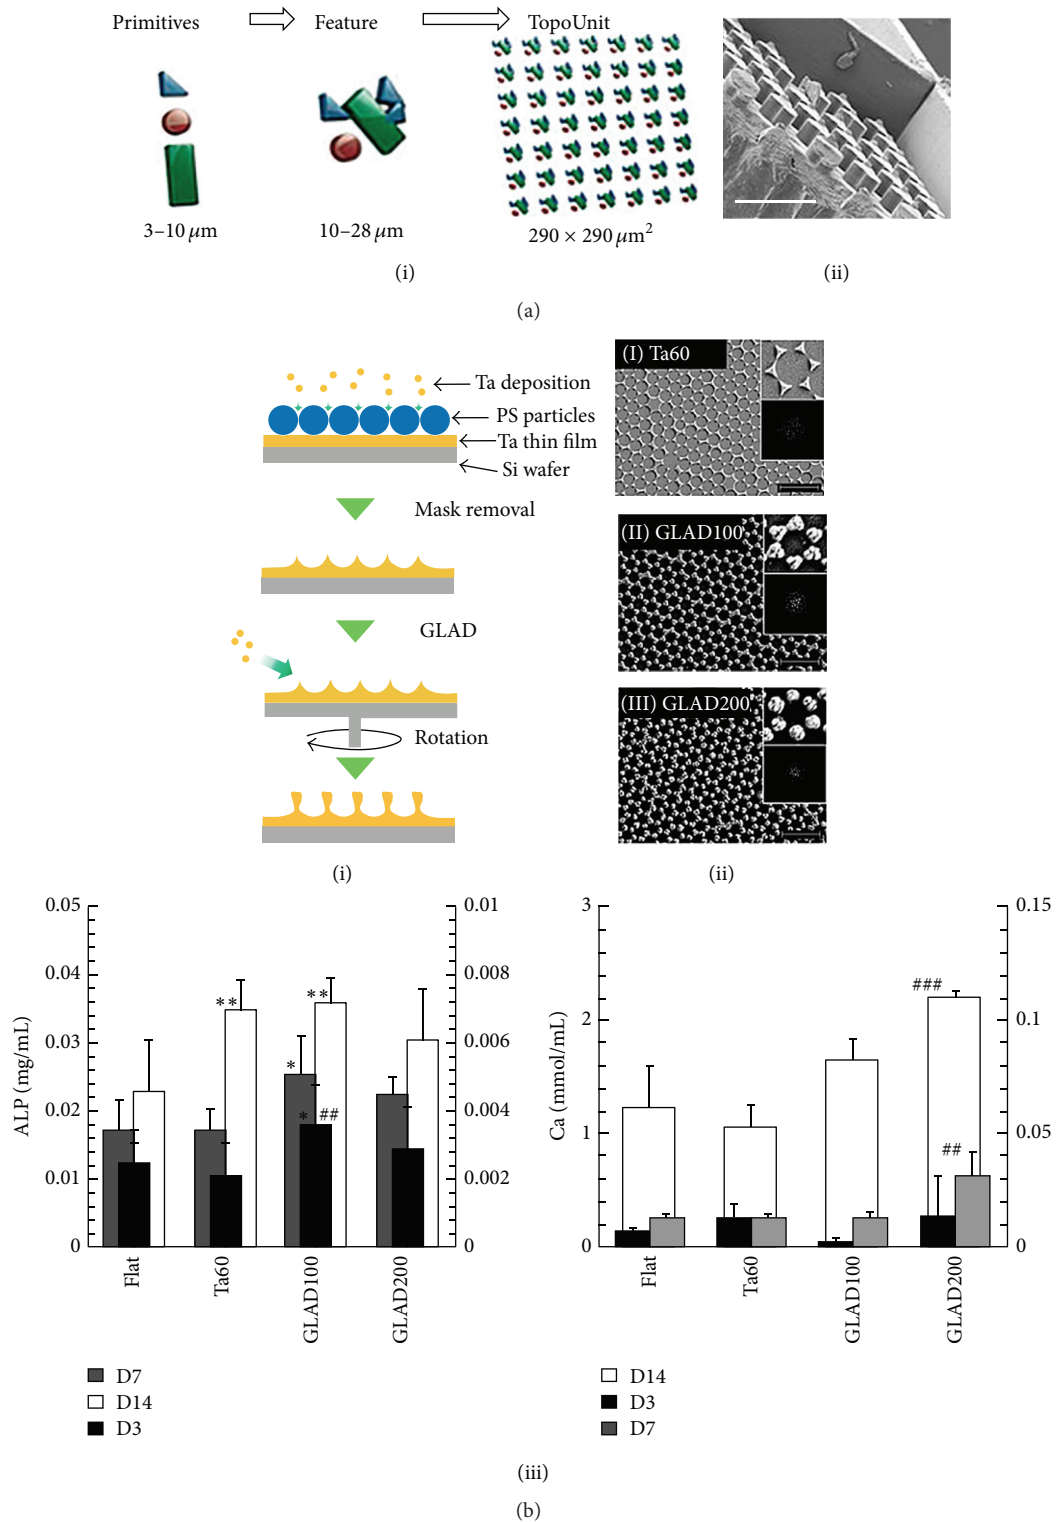 Primitives
Feature
TopoUnit
3–10 μm
10–28 μm
290 × 290 μm²
(i)
(ii)
(a)
Ta deposition
PS particles
Ta thin film
Si wafer
Mask removal
GLAD
Rotation
(i)
(I) Ta60
(II) GLAD100
(III) GLAD200
(ii)
0.05
0.04
0.03
0.02
0.01
0
ALP (mg/mL)
0.01
0.008
0.006
0.004
0.002
0
**
**
*
*
##
Flat
Ta60
GLAD100
GLAD200
D7
D14
D3
3
2
1
0
Ca (mmol/mL)
0.15
0.1
0.05
0
###
##
Flat
Ta60
GLAD100
GLAD200
D14
D3
D7
(iii)
(b)